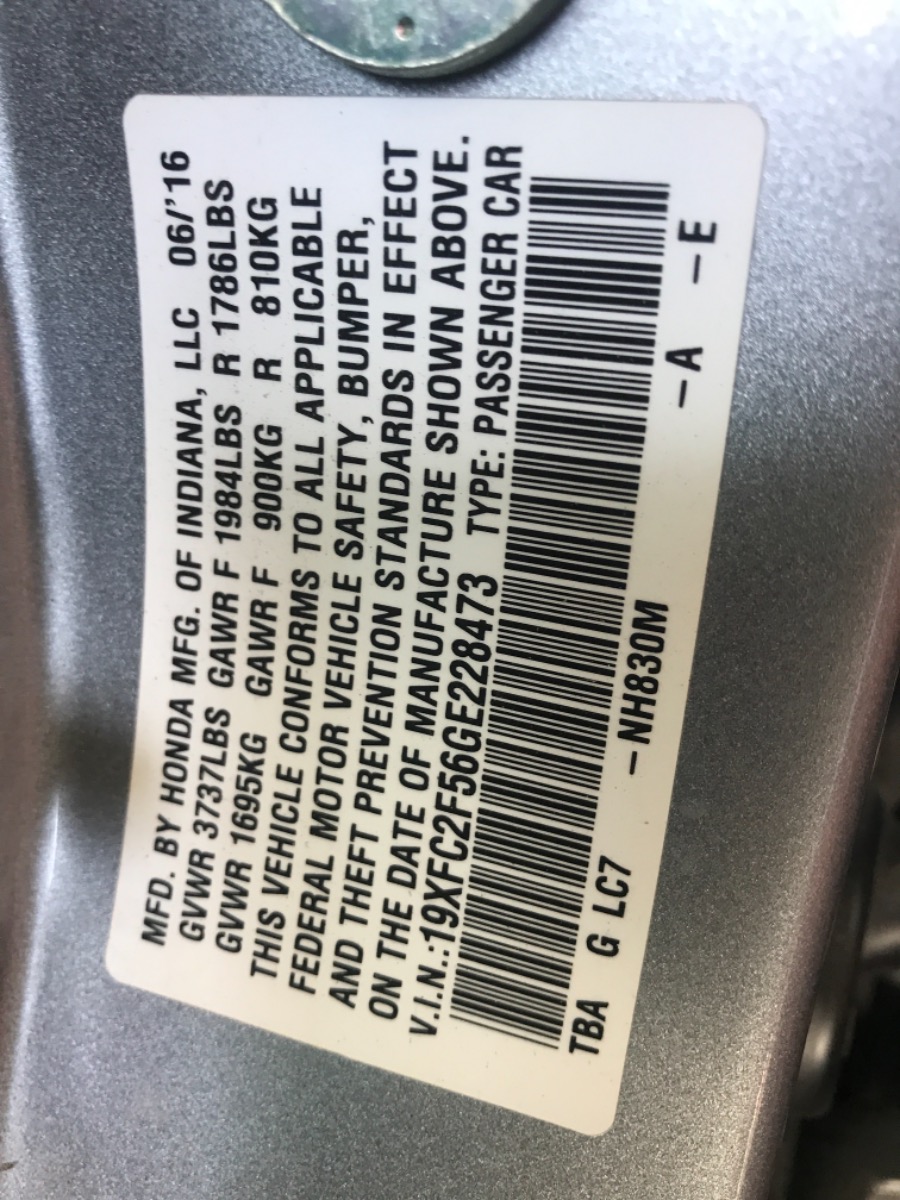 MFD. BY HONDA MFG. OF INDIANA, LLC 06/'16
GVWR 3737LBS GAWR F 1984LBS R 1786LBS
GVWR 1695KG GAWR F 900KG R 810KG
THIS VEHICLE CONFORMS TO ALL APPLICABLE
FEDERAL MOTOR VEHICLE SAFETY, BUMPER,
AND THEFT PREVENTION STANDARDS IN EFFECT
ON THE DATE OF MANUFACTURE SHOWN ABOVE.
V.I.N.:19XFC2F56GE228473 TYPE: PASSENGER CAR
TBA G LC7 –NH830M –A –E